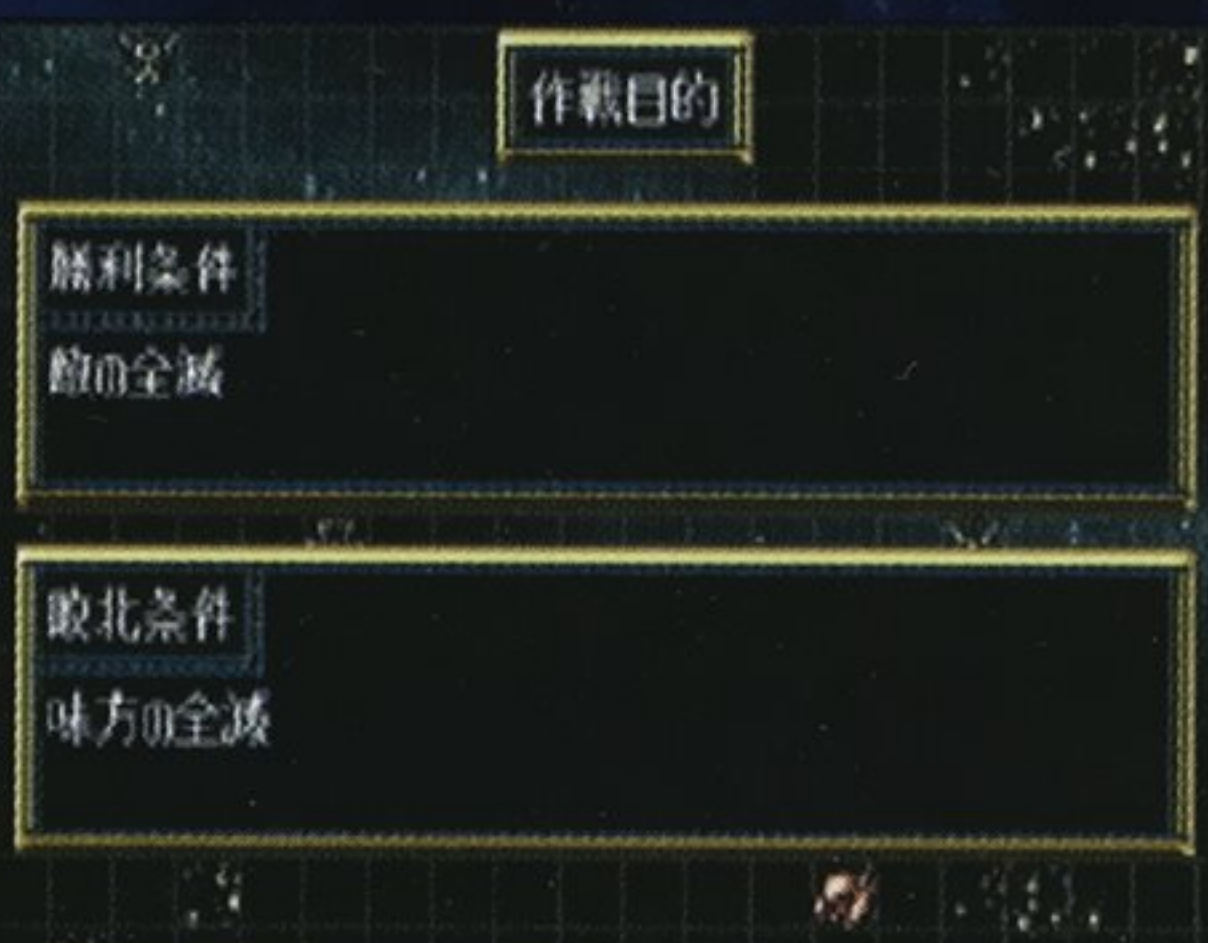 作戦目的
勝利条件
敵の全滅
敗北条件
味方の全滅